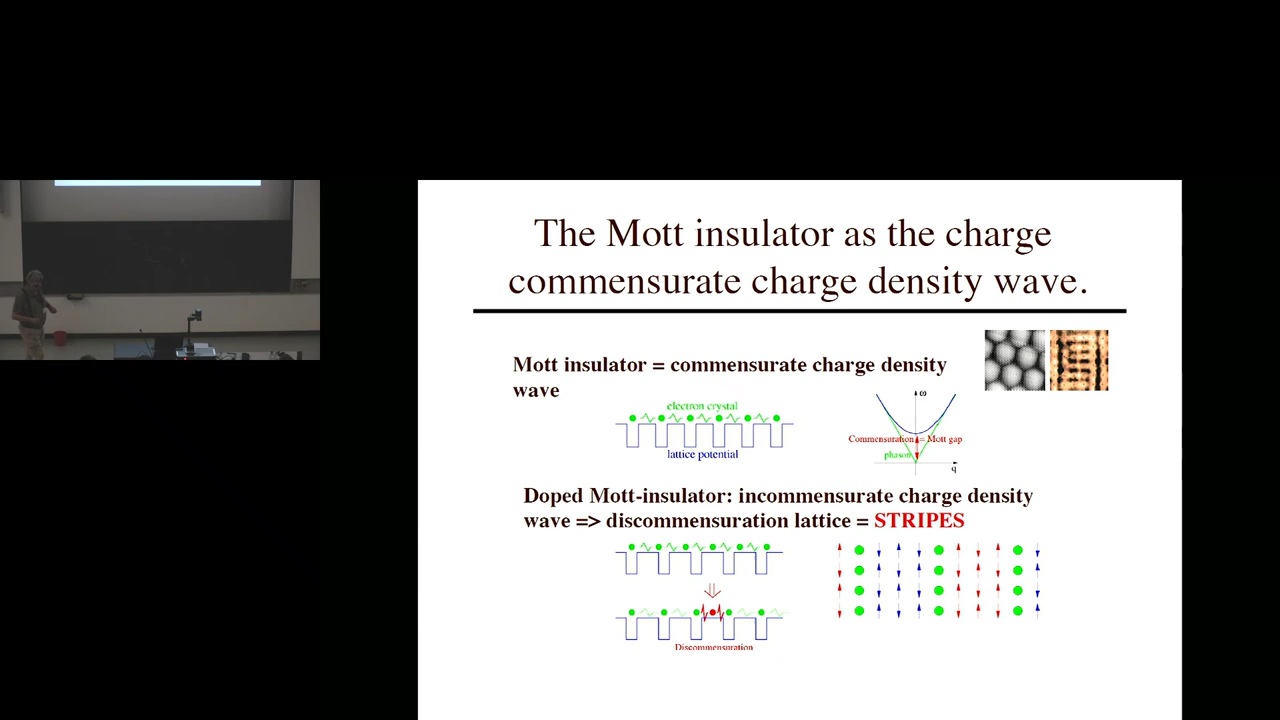 The Mott insulator as the charge
commensurate charge density wave.
Mott insulator = commensurate charge density
wave
electron crystal
lattice potential
ω
Commensuration = Mott gap
phason
q
Doped Mott-insulator: incommensurate charge density
wave => discommensuration lattice = STRIPES
Discommensuration